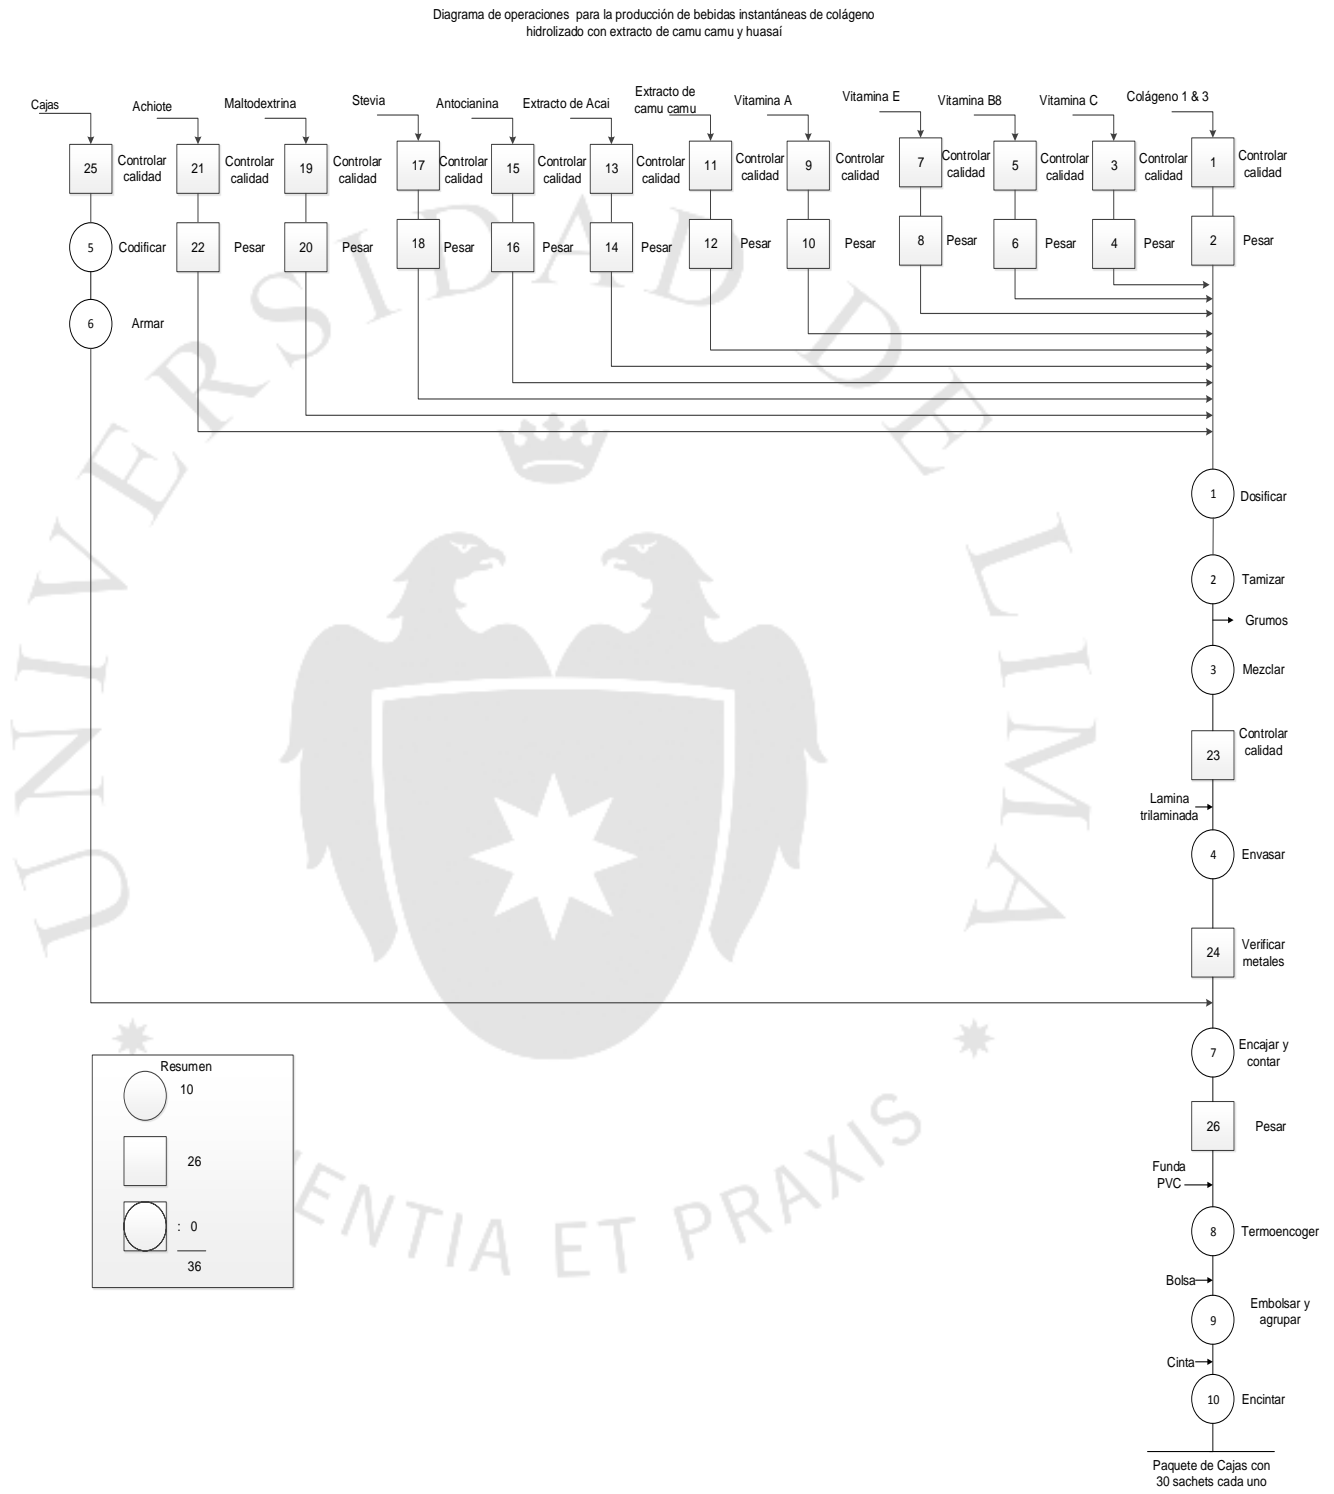 Diagrama de operaciones para la producción de bebidas instantáneas de colágeno
hidrolizado con extracto de camu camu y huasaí
Cajas
Achiote
Maltodextrina
Stevia
Antocianina
Extracto de Acai
Extracto de
camu camu
Vitamina A
Vitamina E
Vitamina B8
Vitamina C
Colágeno 1 & 3
25
Controlar
calidad
21
Controlar
calidad
19
Controlar
calidad
17
Controlar
calidad
15
Controlar
calidad
13
Controlar
calidad
11
Controlar
calidad
9
Controlar
calidad
7
Controlar
calidad
5
Controlar
calidad
3
Controlar
calidad
1
Controlar
calidad
5
Codificar
22
Pesar
20
Pesar
18
Pesar
16
Pesar
14
Pesar
12
Pesar
10
Pesar
8
Pesar
6
Pesar
4
Pesar
2
Pesar
6
Armar
1
Dosificar
2
Tamizar
Grumos
3
Mezclar
23
Controlar
calidad
Lamina
trilaminada
4
Envasar
24
Verificar
metales
7
Encajar y
contar
26
Pesar
Funda
PVC
8
Termoencoger
Bolsa
9
Embolsar y
agrupar
Cinta
10
Encintar
Paquete de Cajas con
30 sachets cada uno
Resumen
10
26
: 0
36
UNIVERSIDAD DE LIMA
ENTIA ET PRAXIS